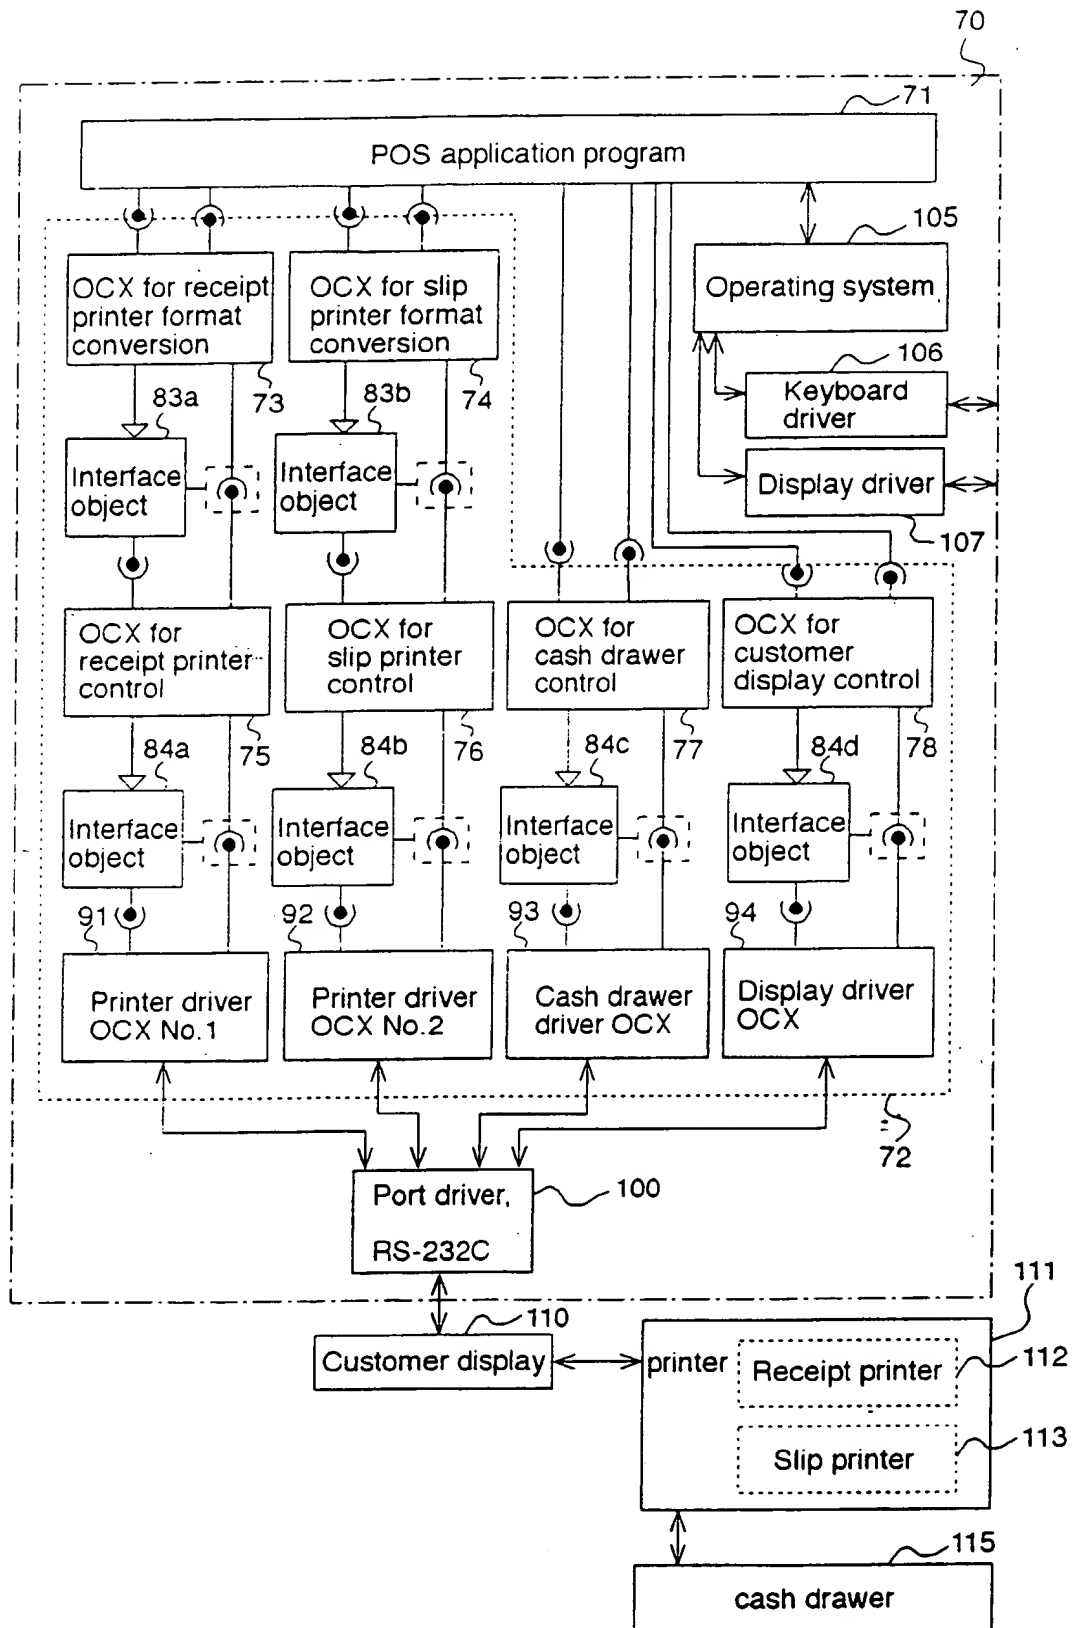 70
71
POS application program
105
OCX for receipt
printer format
conversion
OCX for slip
printer format
conversion
Operating system
73
74
106
83a
83b
Keyboard
driver
Interface
object
Interface
object
Display driver
107
OCX for
receipt printer
control
OCX for
slip printer
control
OCX for
cash drawer
control
OCX for
customer
display control
84a
75
84b
76
84c
77
84d
78
Interface
object
Interface
object
Interface
object
Interface
object
91
92
93
94
Printer driver
OCX No.1
Printer driver
OCX No.2
Cash drawer
driver OCX
Display driver
OCX
72
Port driver,
RS-232C
100
111
110
Customer display
printer
Receipt printer
112
Slip printer
113
115
cash drawer